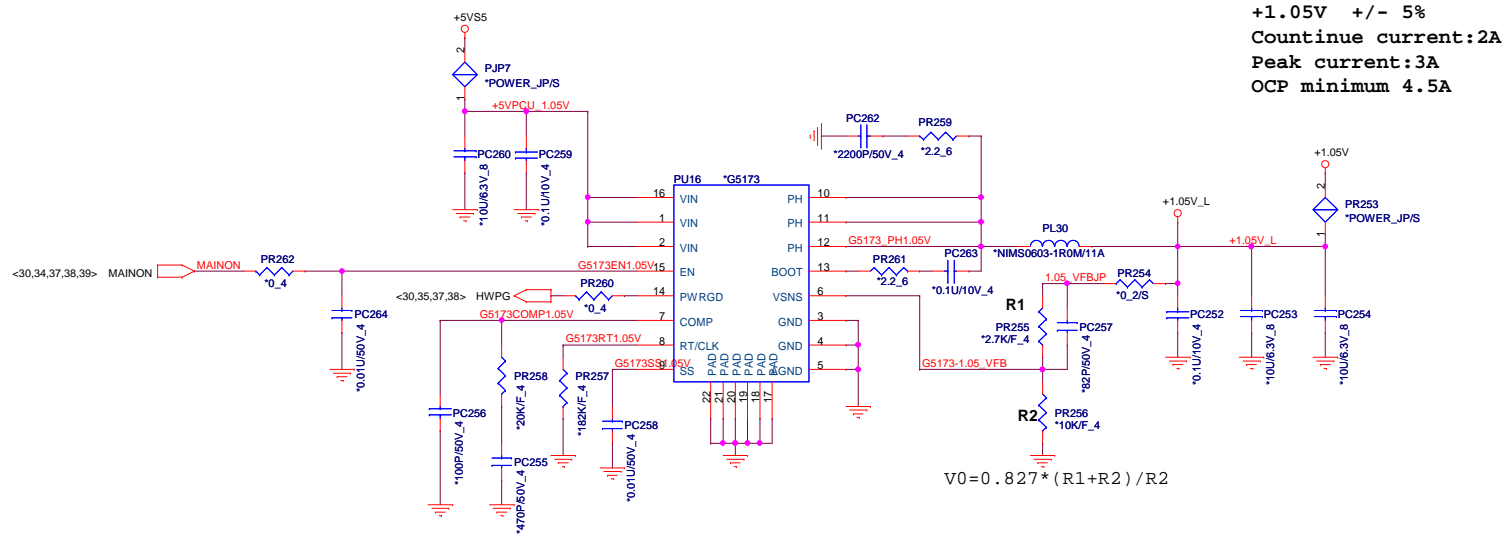 +1.05V +/- 5%
Countinue current:2A
Peak current:3A
OCP minimum 4.5A
+5VS5
2
PJP7
*POWER_JP/S
1
+5VPCU_1.05V
PC260
*10U/6.3V_8
PC259
*0.1U/10V_4
PC262
*2200P/50V_4
PR259
*2.2_6
PU16
*G5173
16 VIN
1 VIN
2 VIN
15 EN
14 PWRGD
7 COMP
8 RT/CLK
9 SS
PH 10
PH 11
PH 12
BOOT 13
VSNS 6
GND 3
GND 4
AGND 5
PAD PAD PAD PAD PAD PAD
22 21 20 19 18 17
<30,34,37,38,39> MAINON
MAINON
PR262
*0_4
G5173EN1.05V
PC264
*0.01U/50V_4
<30,35,37,38> HWPG
PR260
*0_4
G5173COMP1.05V
G5173RT1.05V
G5173SS1.05V
PC256
*100P/50V_4
PR258
*20K/F_4
PC255
*470P/50V_4
PR257
*182K/F_4
PC258
*0.01U/50V_4
G5173_PH1.05V
PR261
*2.2_6
PC263
*0.1U/10V_4
PL30
*NIMS0603-1R0M/11A
+1.05V_L
+1.05V_L
+1.05V
2
PR253
*POWER_JP/S
1
1.05_VFBJP
PR254
*0_2/S
R1
PR255
*2.7K/F_4
PC257
*82P/50V_4
G5173-1.05_VFB
R2
PR256
*10K/F_4
PC252
*0.1U/10V_4
PC253
*10U/6.3V_8
PC254
*10U/6.3V_8
V0=0.827*(R1+R2)/R2